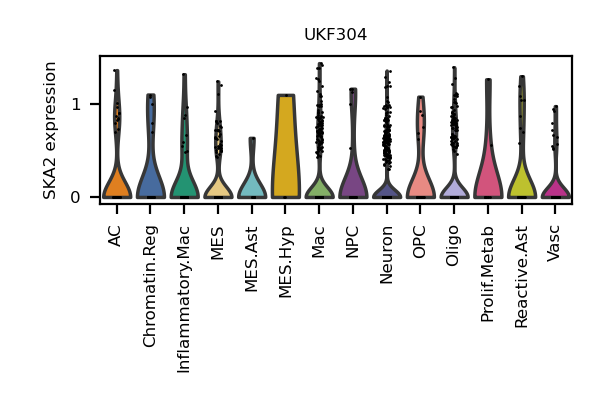 UKF304
SKA2 expression
1
0
AC
Chromatin.Reg
Inflammatory.Mac
MES
MES.Ast
MES.Hyp
Mac
NPC
Neuron
OPC
Oligo
Prolif.Metab
Reactive.Ast
Vasc